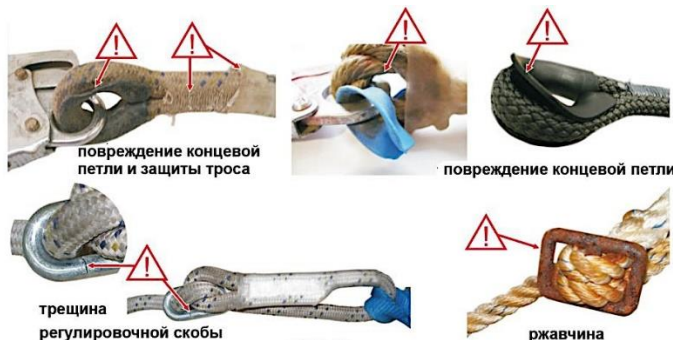 повреждение концевой
петли и защиты троса
повреждение концевой петли
трещина
регулировочной скобы
ржавчина